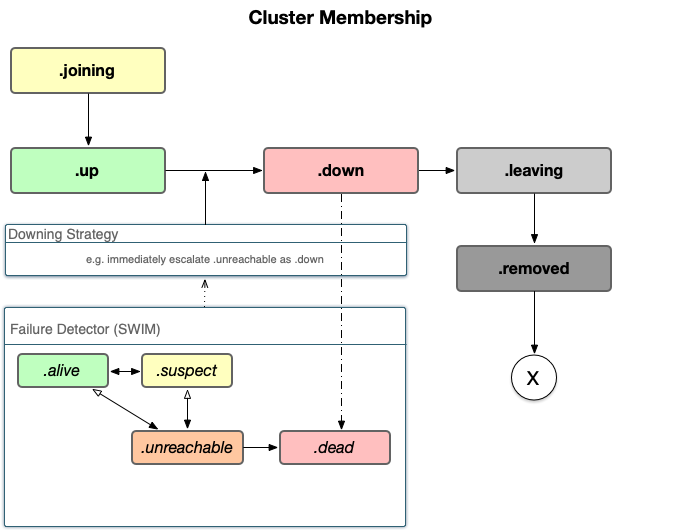 Cluster Membership
.joining
.up
.down
.leaving
Downing Strategy
e.g. immediately escalate .unreachable as .down
.removed
Failure Detector (SWIM)
.alive
.suspect
X
.unreachable
.dead